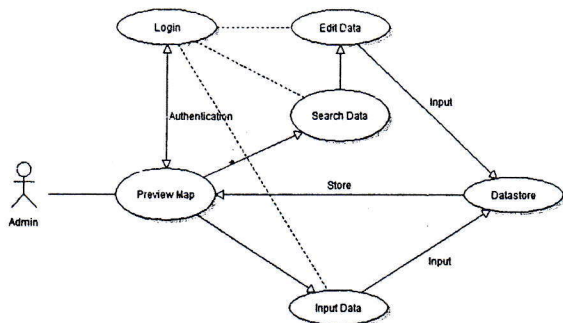 Login
Edit Data
Input
Authentication
Search Data
Store
Preview Map
Datastore
Admin
Input
Input Data